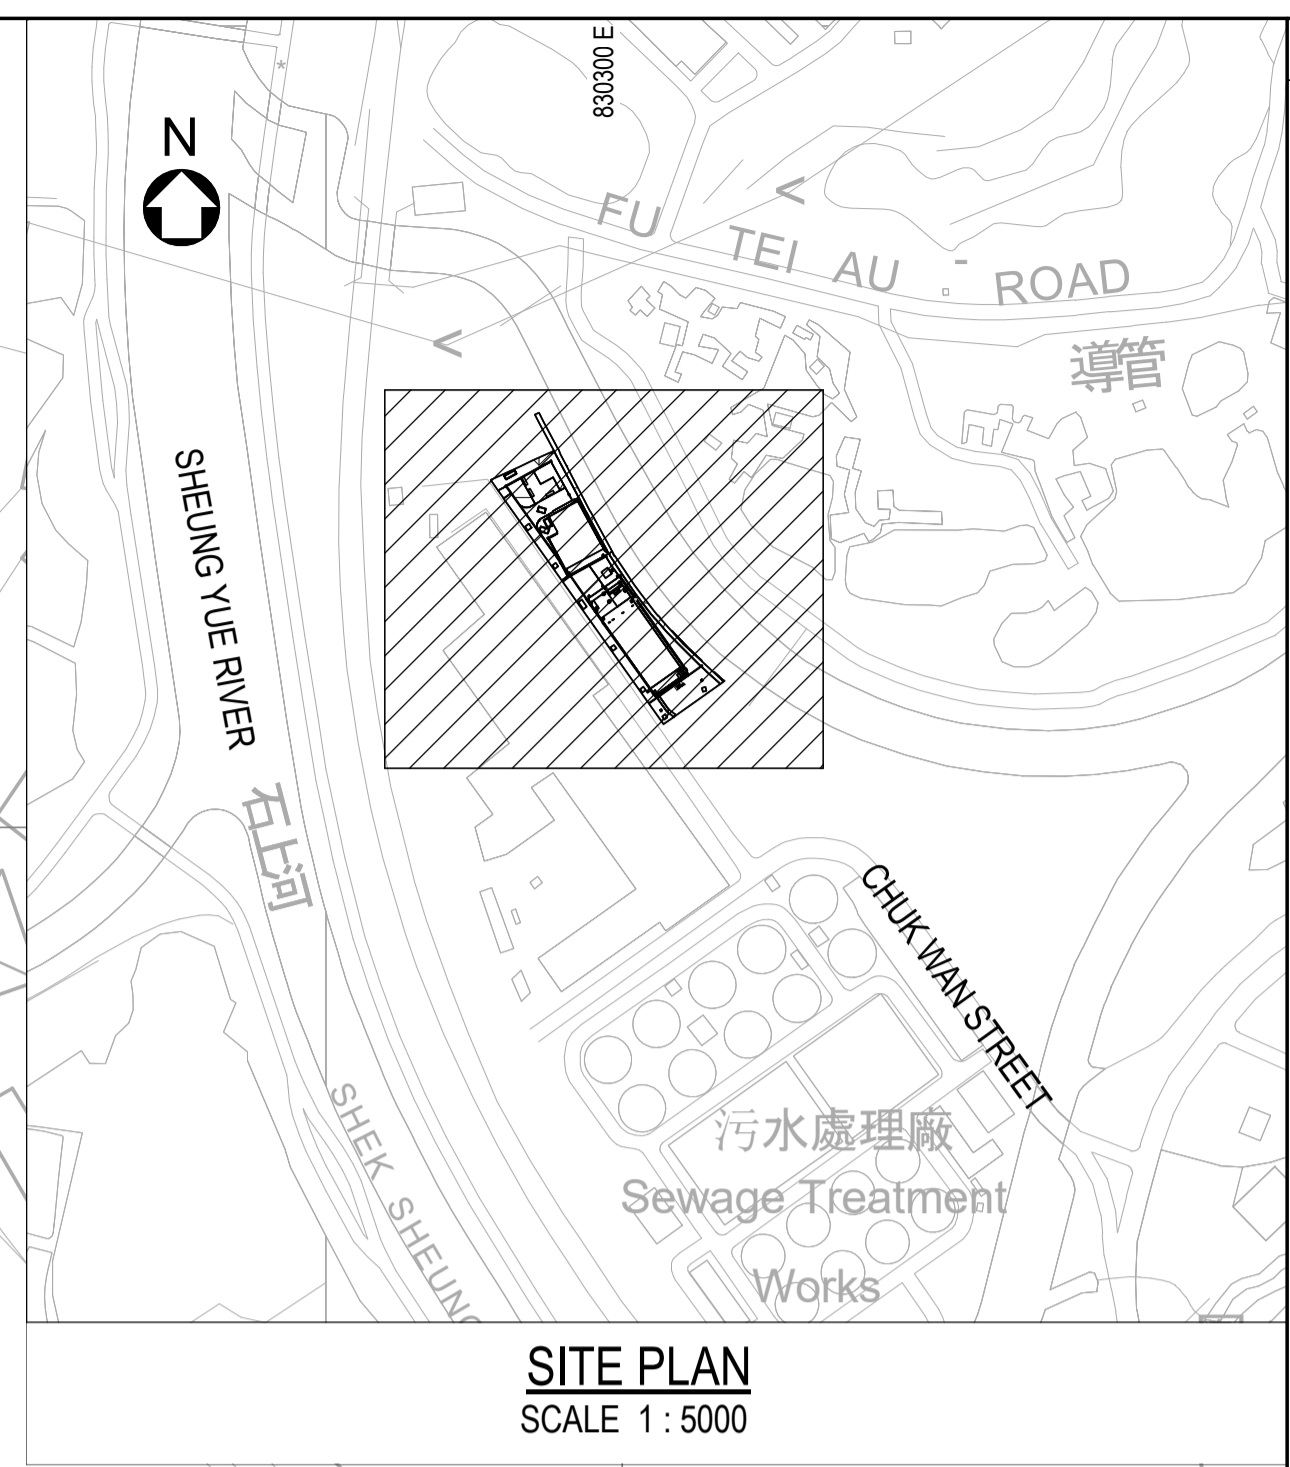 830300 E
N
FU TEI AU - ROAD
導管
SHEUNG YUE RIVER
石上河
CHUK WAN STREET
SHEK SHEUNG
污水處理廠
Sewage Treatment
Works
SITE PLAN
SCALE 1 : 5000